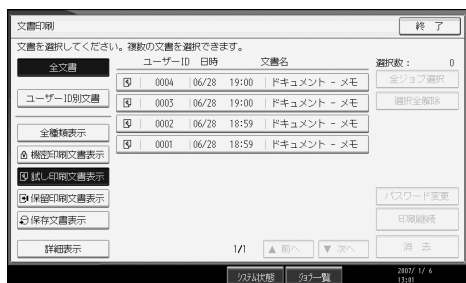 文書印刷
終 了
文書を選択してください。複数の文書を選択できます。
全文書
ユーザーID 日時 文書名
選択数： 0
0004 06/28 19:00 ドキュメント - メモ
全ジョブ選択
ユーザーID別文書
0003 06/28 19:00 ドキュメント - メモ
選択全解除
0002 06/28 18:59 ドキュメント - メモ
全種類表示
0001 06/28 18:59 ドキュメント - メモ
機密印刷文書表示
試し印刷文書表示
保留印刷文書表示
パスワード変更
保存文書表示
印刷継続
詳細表示
1/1
▲ 前へ
▼ 次へ
消 去
システム状態
ジョブ一覧
2007/ 1/ 6
13:01